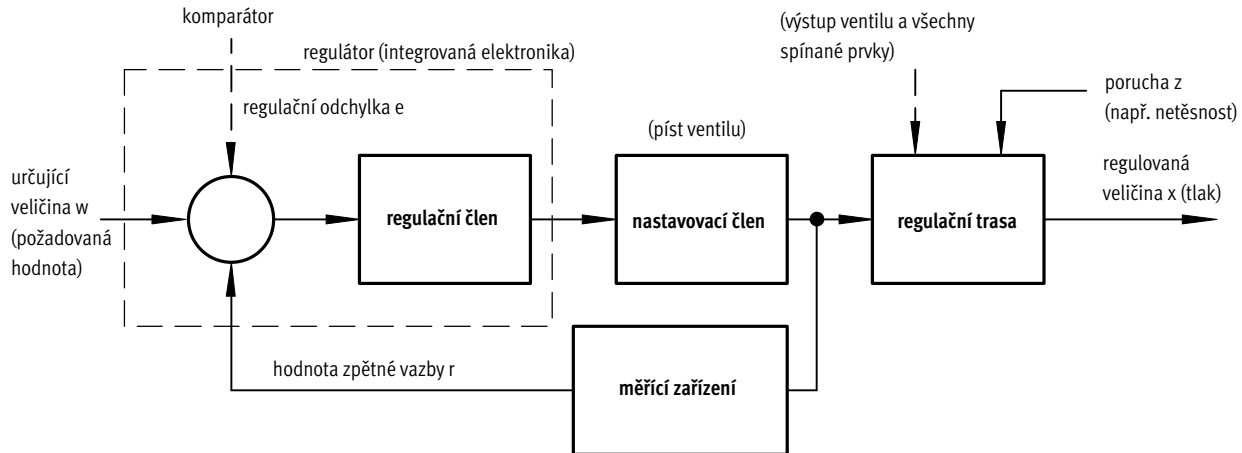 komparátor
(výstup ventilu a všechny
spínané prvky)
regulátor (integrovaná elektronika)
porucha z
(např. netěsnost)
regulační odchylka e
(píst ventilu)
regulovaná
veličina x (tlak)
určující
veličina w
(požadovaná
hodnota)
regulační člen
nastavovací člen
regulační trasa
hodnota zpětné vazby r
měřící zařízení